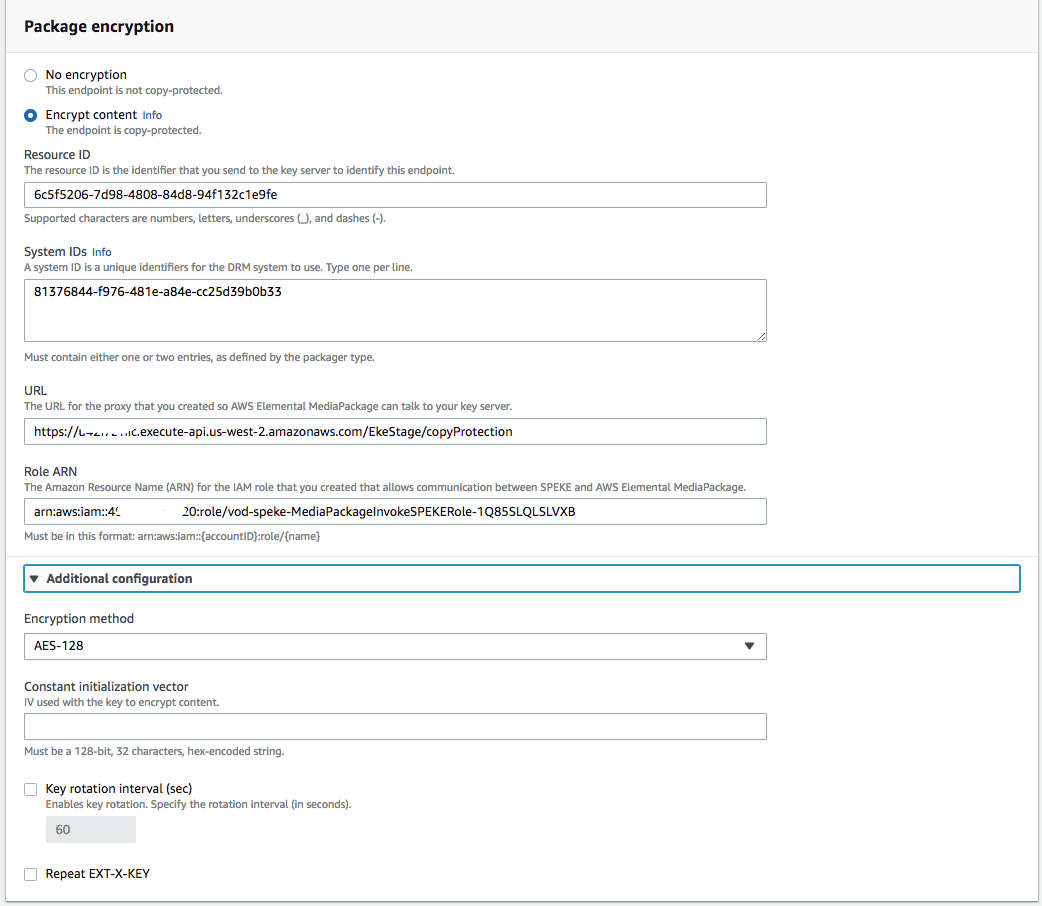 Package encryption
No encryption
This endpoint is not copy-protected.
Encrypt content Info
The endpoint is copy-protected.
Resource ID
The resource ID is the identifier that you send to the key server to identify this endpoint.
6c5f5206-7d98-4808-84d8-94f132c1e9fe
Supported characters are numbers, letters, underscores (_), and dashes (-).
System IDs Info
A system ID is a unique identifiers for the DRM system to use. Type one per line.
81376844-f976-481e-a84e-cc25d39b0b33
Must contain either one or two entries, as defined by the packager type.
URL
The URL for the proxy that you created so AWS Elemental MediaPackage can talk to your key server.
https:// .execute-api.us-west-2.amazonaws.com/EkeStage/copyProtection
Role ARN
The Amazon Resource Name (ARN) for the IAM role that you created that allows communication between SPEKE and AWS Elemental MediaPackage.
arn:aws:iam::4 20:role/vod-speke-MediaPackageInvokeSPEKERole-1Q85SLQLSLVXB
Must be in this format: arn:aws:iam::{accountID}:role/{name}
Additional configuration
Encryption method
AES-128
Constant initialization vector
IV used with the key to encrypt content.
Must be a 128-bit, 32 characters, hex-encoded string.
Key rotation interval (sec)
Enables key rotation. Specify the rotation interval (in seconds).
60
Repeat EXT-X-KEY